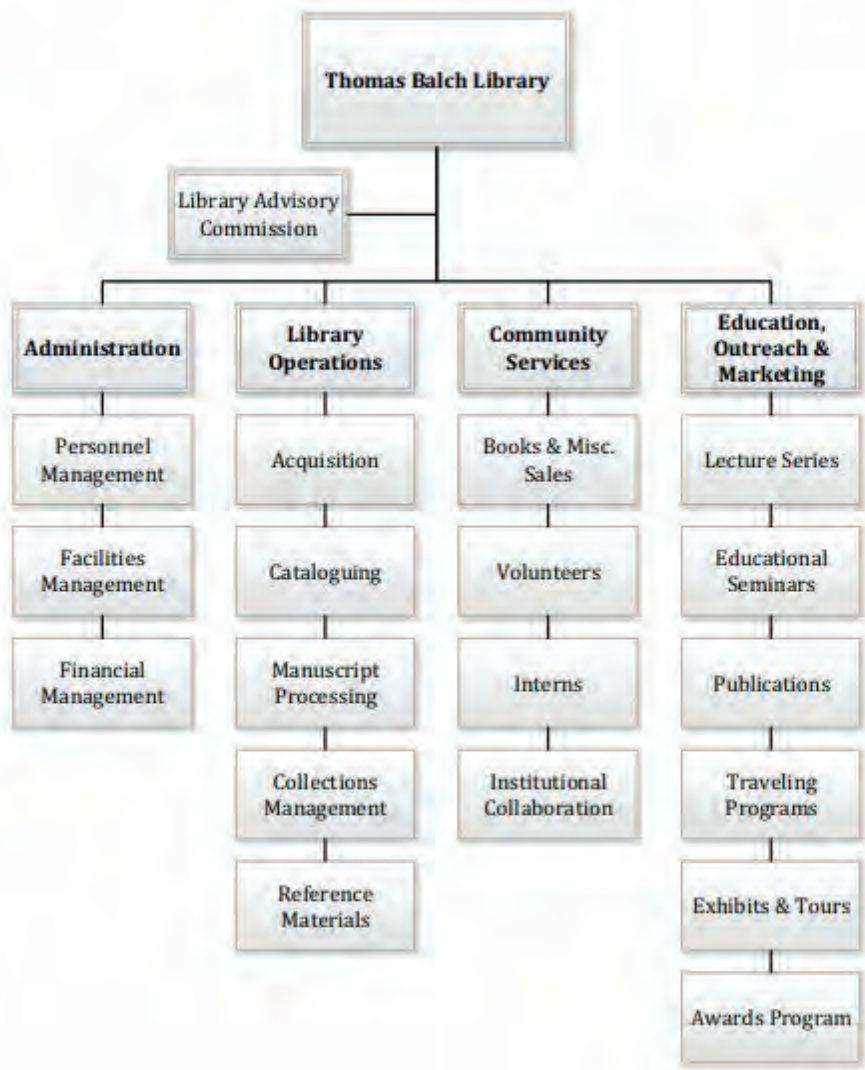 Thomas Balch Library
Library Advisory
Commission
Administration
Personnel
Management
Facilities
Management
Financial
Management
Library
Operations
Acquisition
Cataloguing
Manuscript
Processing
Collections
Management
Reference
Materials
Community
Services
Books & Misc.
Sales
Volunteers
Interns
Institutional
Collaboration
Education,
Outreach &
Marketing
Lecture Series
Educational
Seminars
Publications
Traveling
Programs
Exhibits & Tours
Awards Program